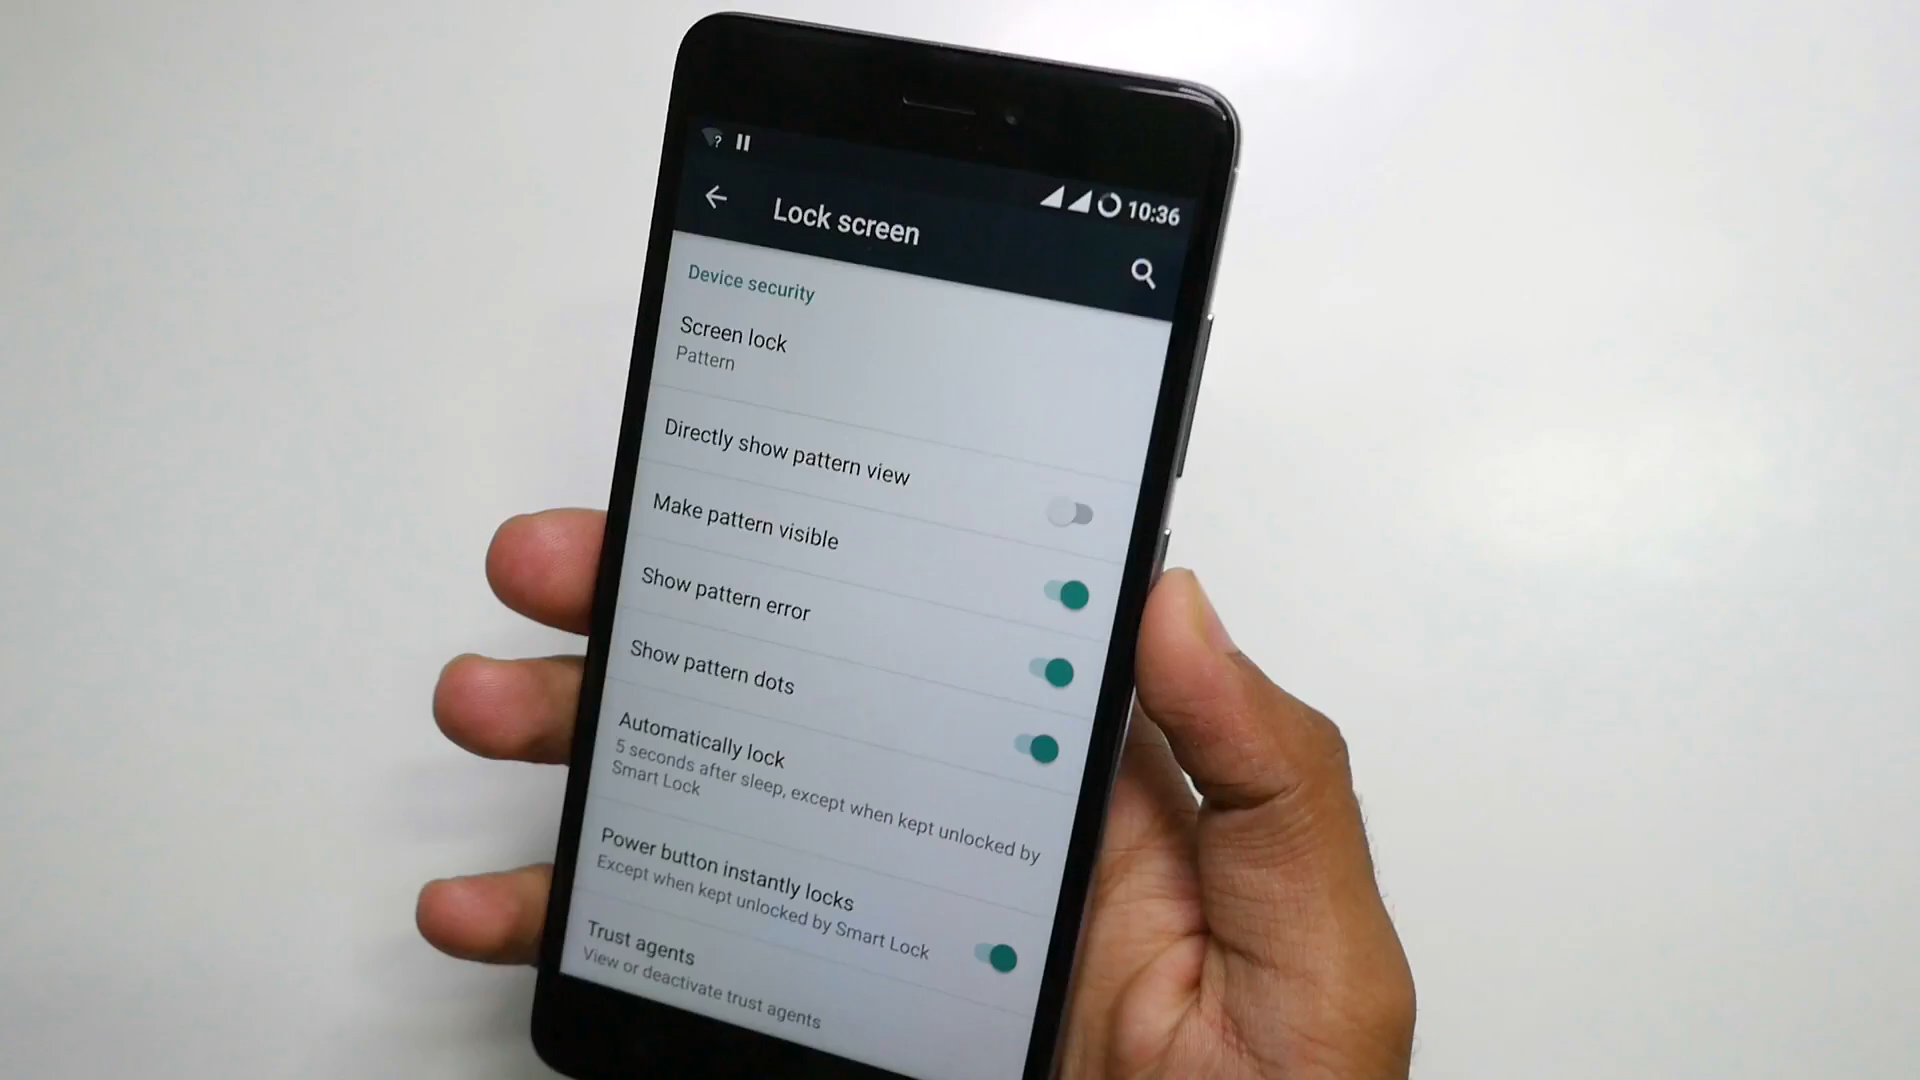 10:36
Lock screen
Device security
Screen lock
Pattern
Directly show pattern view
Make pattern visible
Show pattern error
Show pattern dots
Automatically lock
5 seconds after sleep, except when kept unlocked by
Smart Lock
Power button instantly locks
Except when kept unlocked by Smart Lock
Trust agents
View or deactivate trust agents